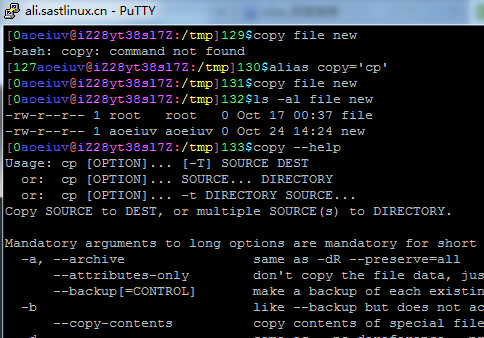 ali.sastlinux.cn - PuTTY
[0aoeiuv@iZ28yt38sl7Z:/tmp]129$copy file new
-bash: copy: command not found
[127aoeiuv@iZ28yt38sl7Z:/tmp]130$alias copy='cp'
[0aoeiuv@iZ28yt38sl7Z:/tmp]131$copy file new
[0aoeiuv@iZ28yt38sl7Z:/tmp]132$ls -al file new
-rw-r--r-- 1 root   root   0 Oct 17 00:37 file
-rw-r--r-- 1 aoeiuv aoeiuv 0 Oct 24 14:24 new
[0aoeiuv@iZ28yt38sl7Z:/tmp]133$copy --help
Usage: cp [OPTION]... [-T] SOURCE DEST
  or:  cp [OPTION]... SOURCE... DIRECTORY
  or:  cp [OPTION]... -t DIRECTORY SOURCE...
Copy SOURCE to DEST, or multiple SOURCE(s) to DIRECTORY.
Mandatory arguments to long options are mandatory for short
  -a, --archive                same as -dR --preserve=all
      --attributes-only        don't copy the file data, jus
      --backup[=CONTROL]       make a backup of each existin
  -b                           like --backup but does not ac
      --copy-contents          copy contents of special file